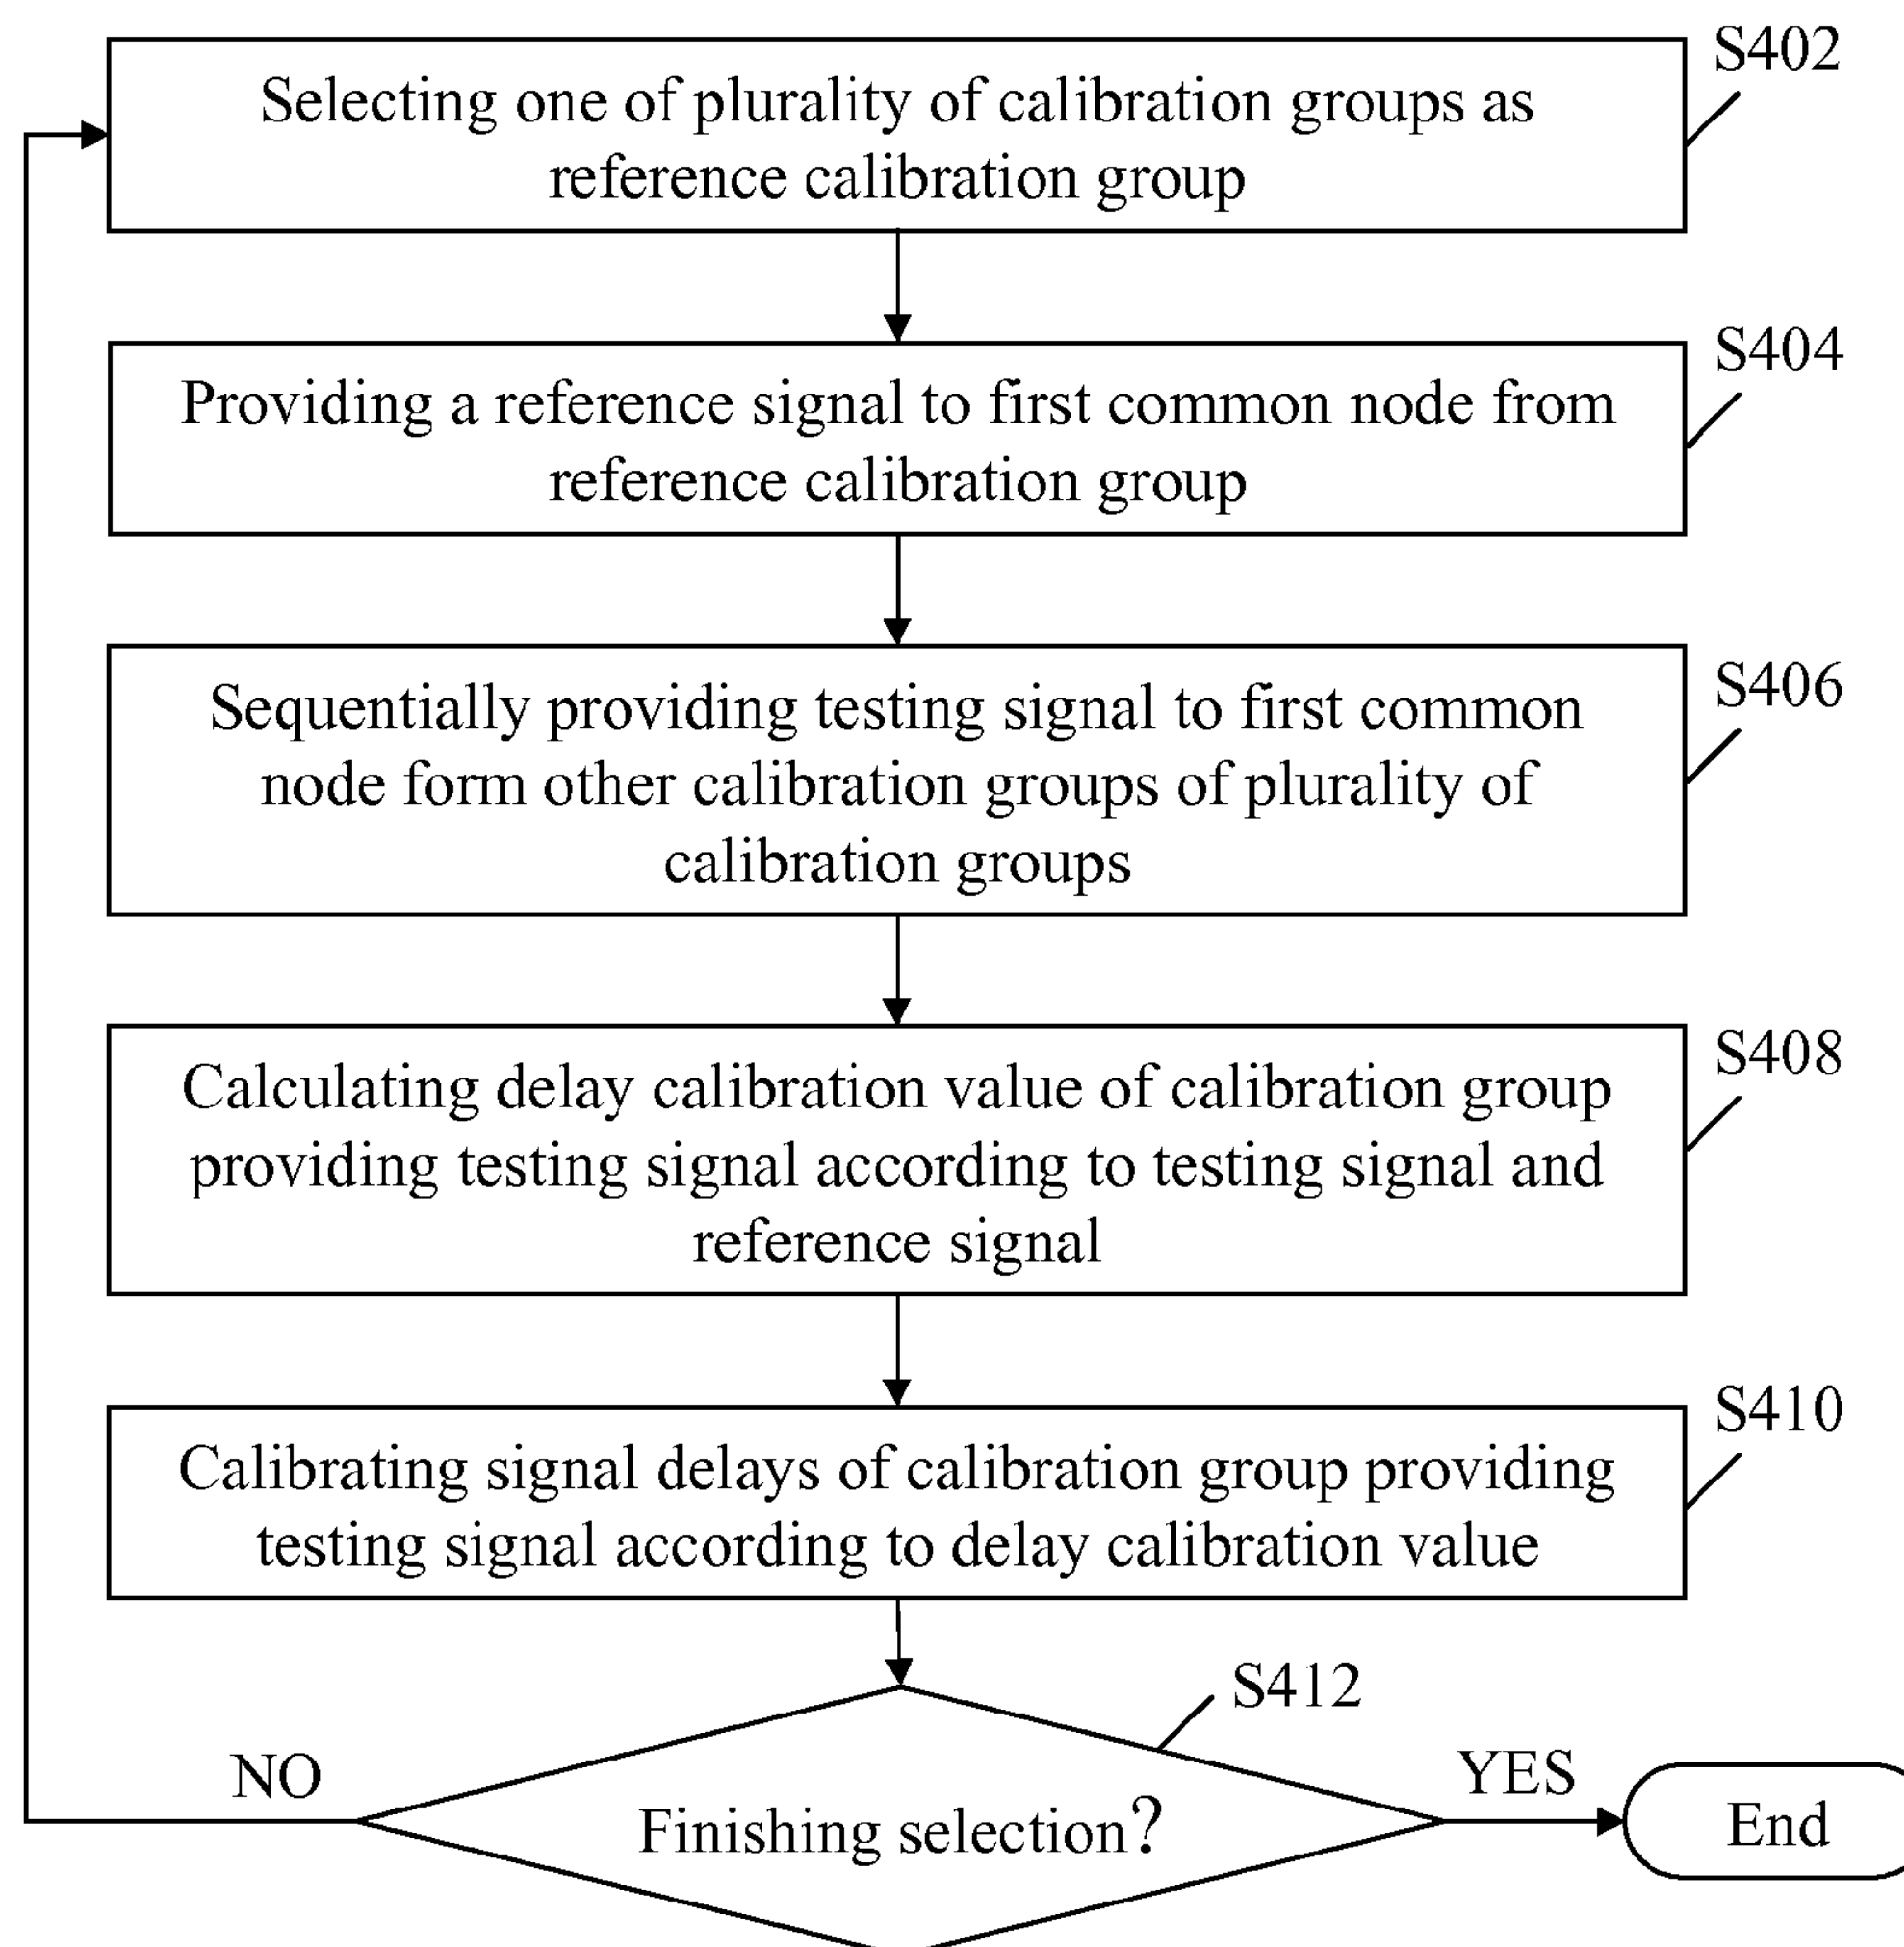 S402
Selecting one of plurality of calibration groups as
reference calibration group
S404
Providing a reference signal to first common node from
reference calibration group
S406
Sequentially providing testing signal to first common
node form other calibration groups of plurality of
calibration groups
S408
Calculating delay calibration value of calibration group
providing testing signal according to testing signal and
reference signal
S410
Calibrating signal delays of calibration group providing
testing signal according to delay calibration value
S412
NO
YES
Finishing selection?
End